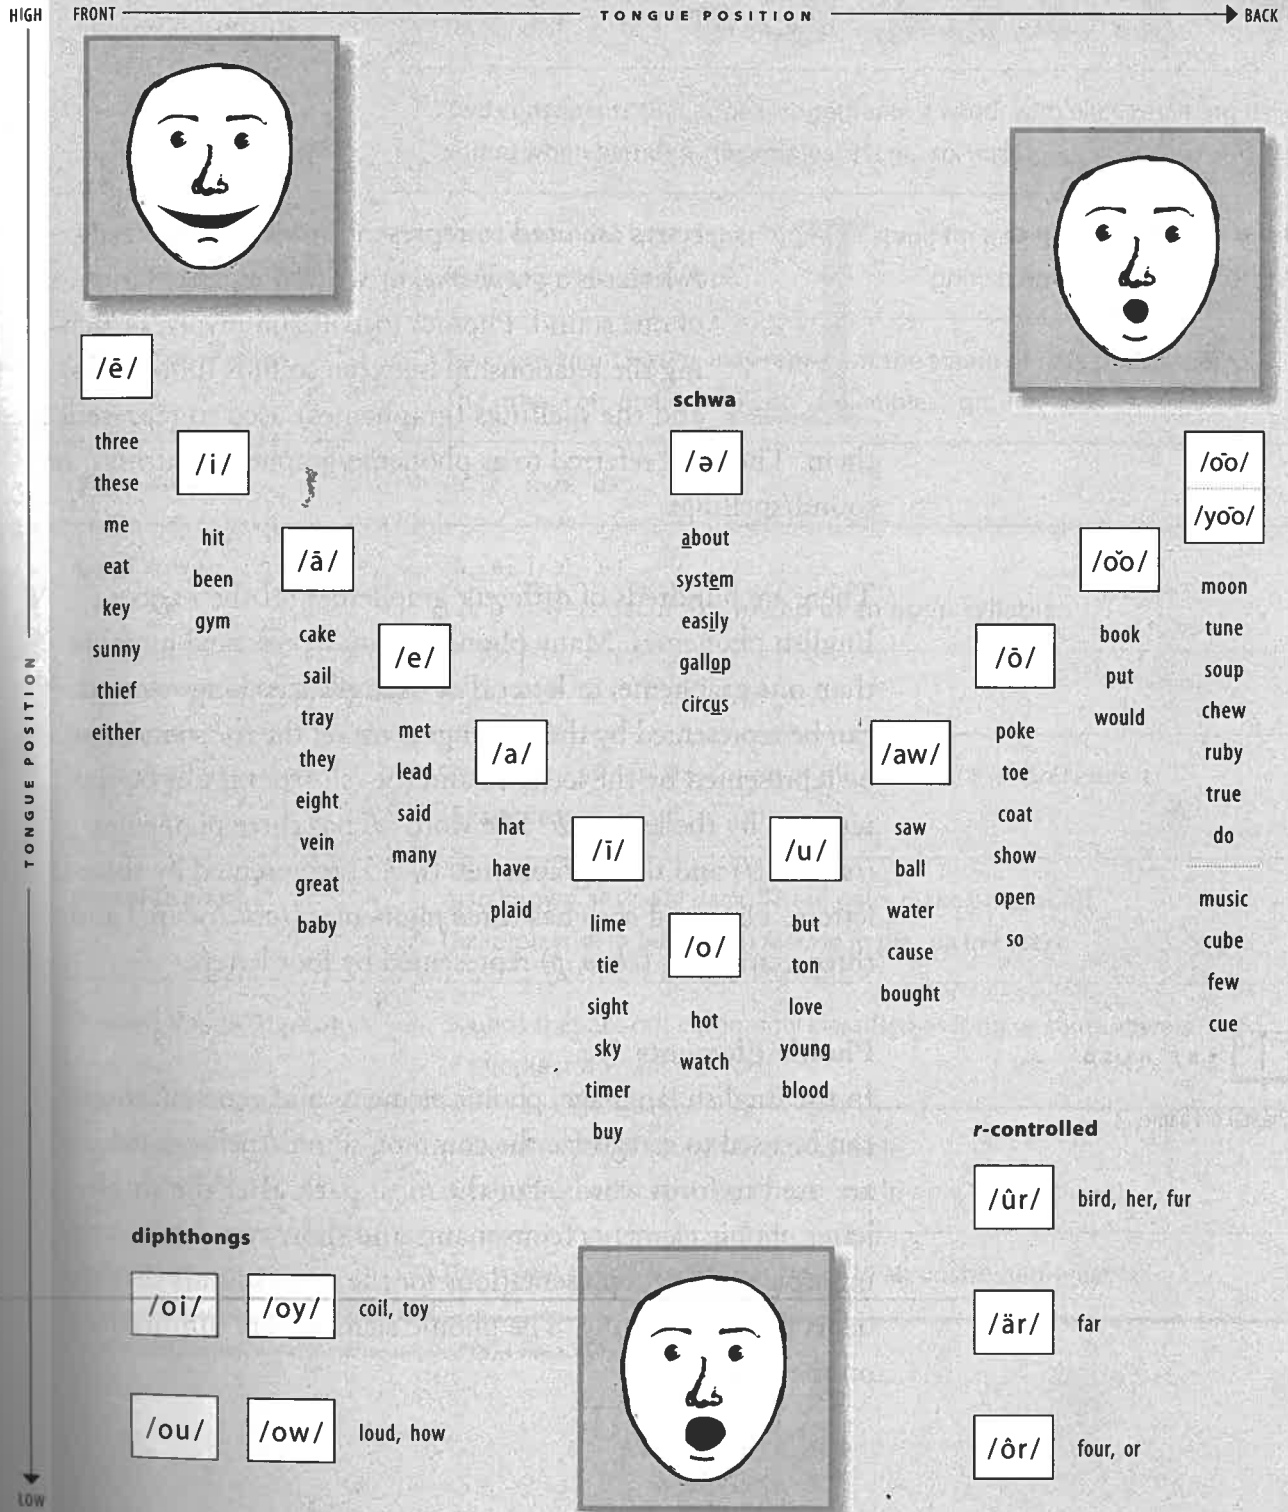 HIGH
FRONT
TONGUE POSITION
BACK
TONGUE POSITION
LOW
/ē/
three
these
me
eat
key
sunny
thief
either
/i/
hit
been
gym
/ā/
cake
sail
tray
they
eight
vein
great
baby
/e/
met
lead
said
many
/a/
hat
have
plaid
/ī/
lime
tie
sight
sky
timer
buy
schwa
/ə/
about
system
easily
gallop
circus
/o/
hot
watch
/u/
but
ton
love
young
blood
/aw/
saw
ball
water
cause
bought
/ō/
poke
toe
coat
show
open
so
/o͝o/
book
put
would
/o͞o/
/yo͞o/
moon
tune
soup
chew
ruby
true
do
music
cube
few
cue
diphthongs
/oi/ /oy/ coil, toy
/ou/ /ow/ loud, how
r-controlled
/ûr/ bird, her, fur
/är/ far
/ôr/ four, or